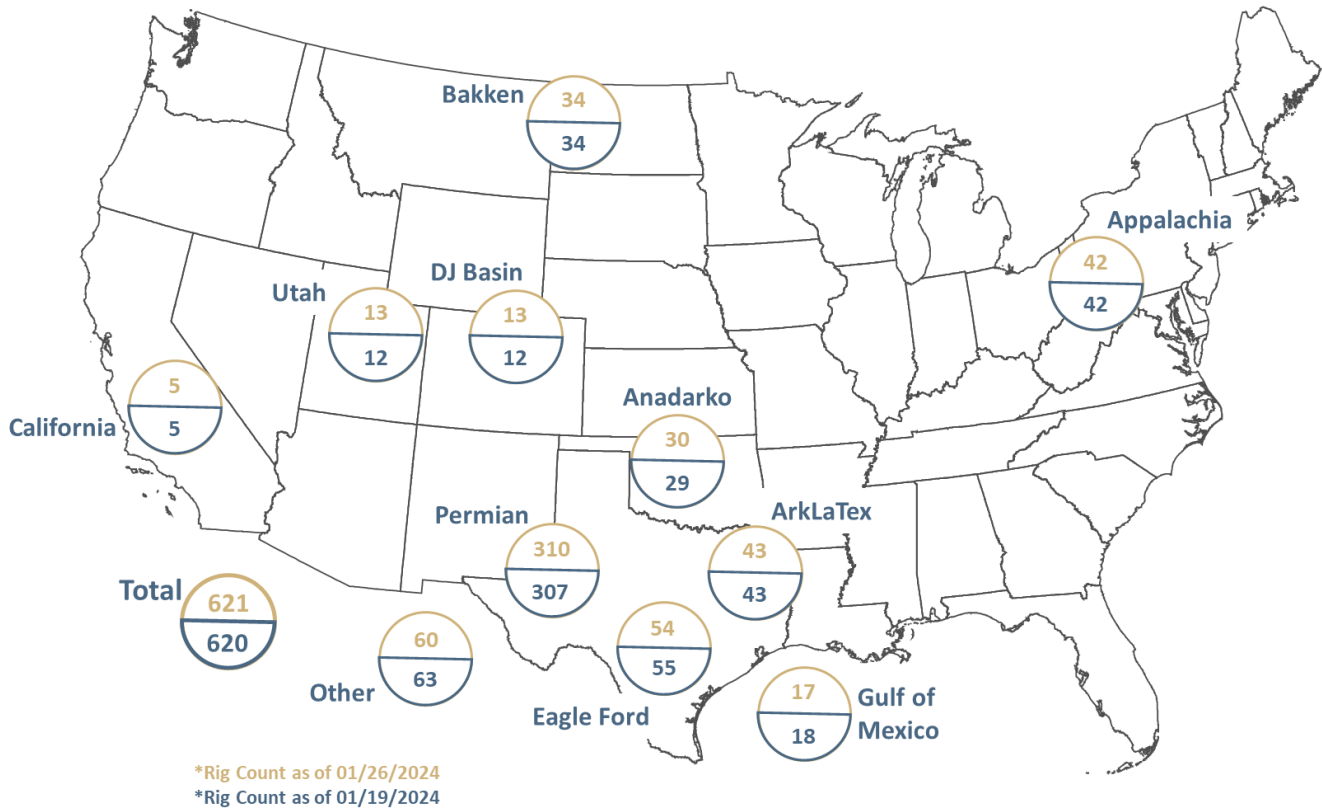 Bakken
34
34
Appalachia
42
42
DJ Basin
13
12
Utah
13
12
California
5
5
Anadarko
30
29
Permian
310
307
ArkLaTex
43
43
Total
621
620
Other
60
63
Eagle Ford
54
55
Gulf of
Mexico
17
18
*Rig Count as of 01/26/2024
*Rig Count as of 01/19/2024